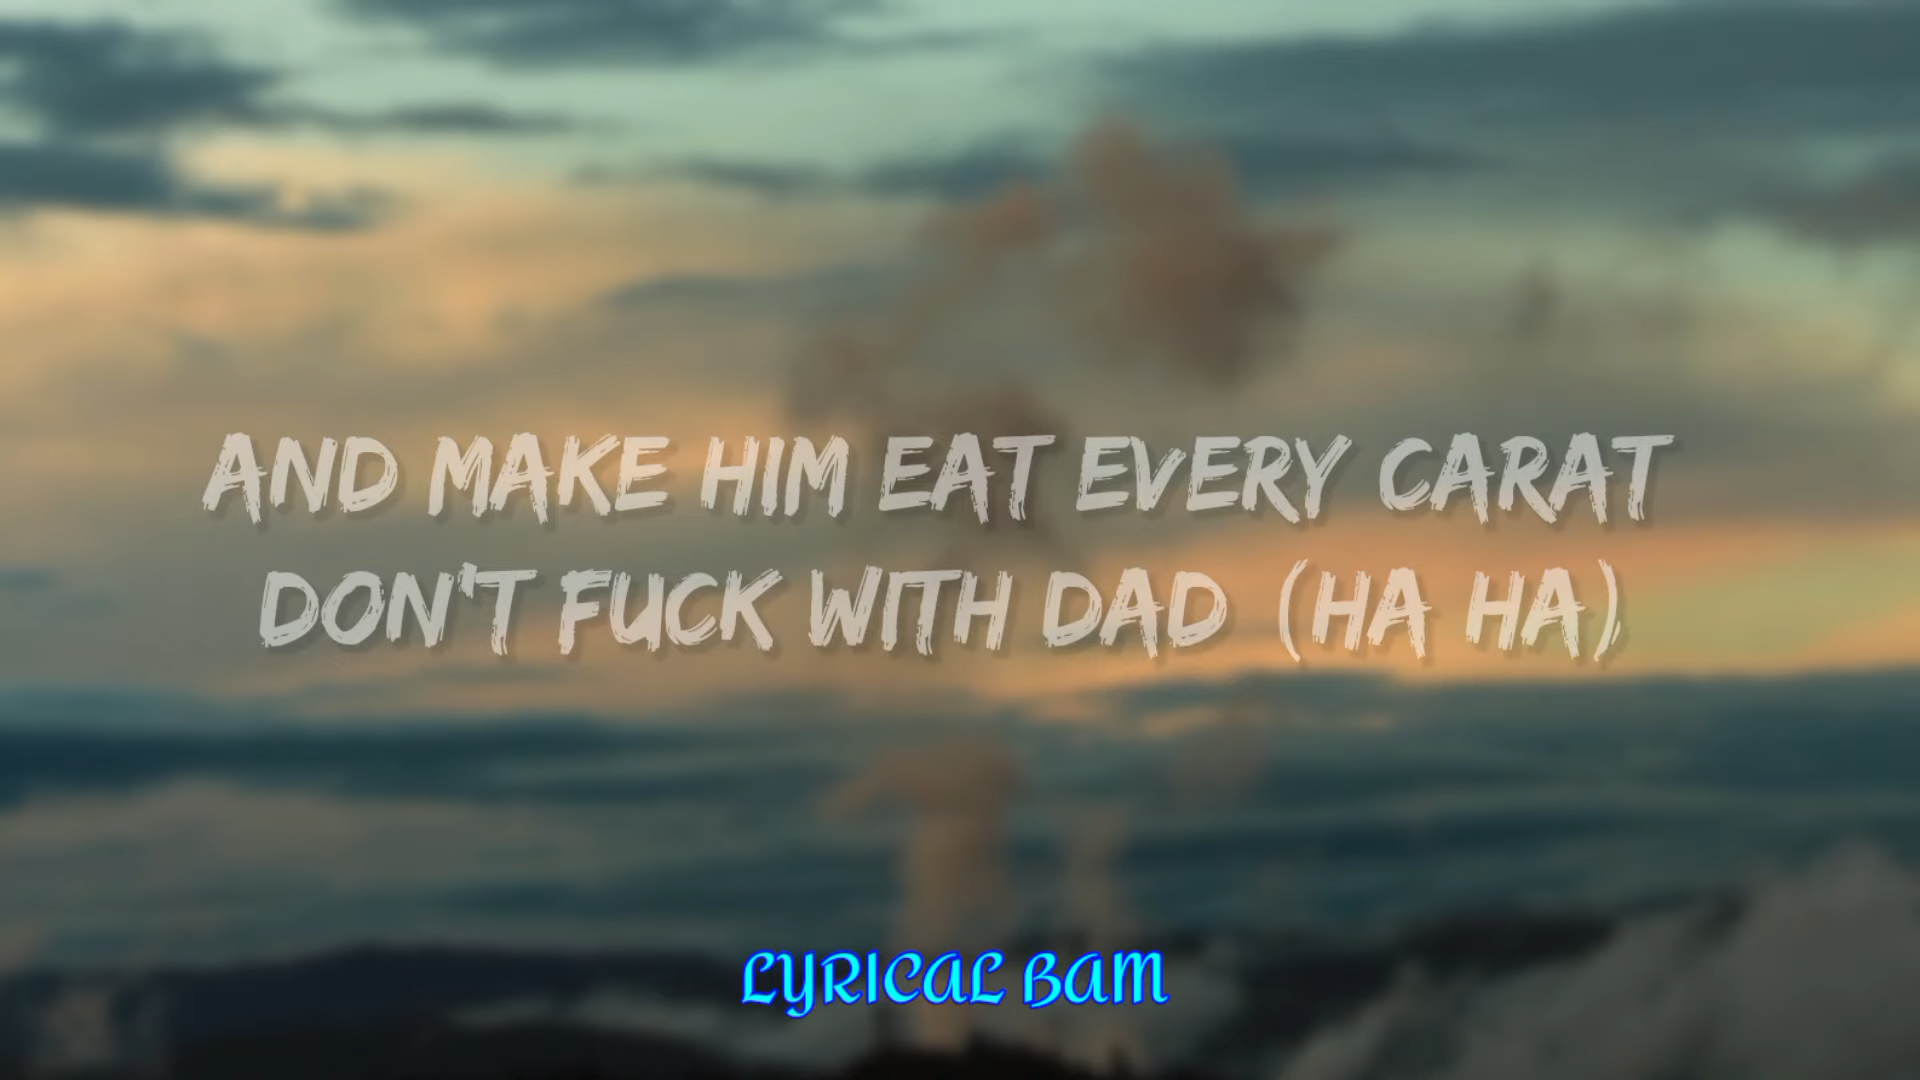 AND MAKE HIM EAT EVERY CARAT
DON'T FUCK WITH DAD (HA HA)
LYRICAL BAM